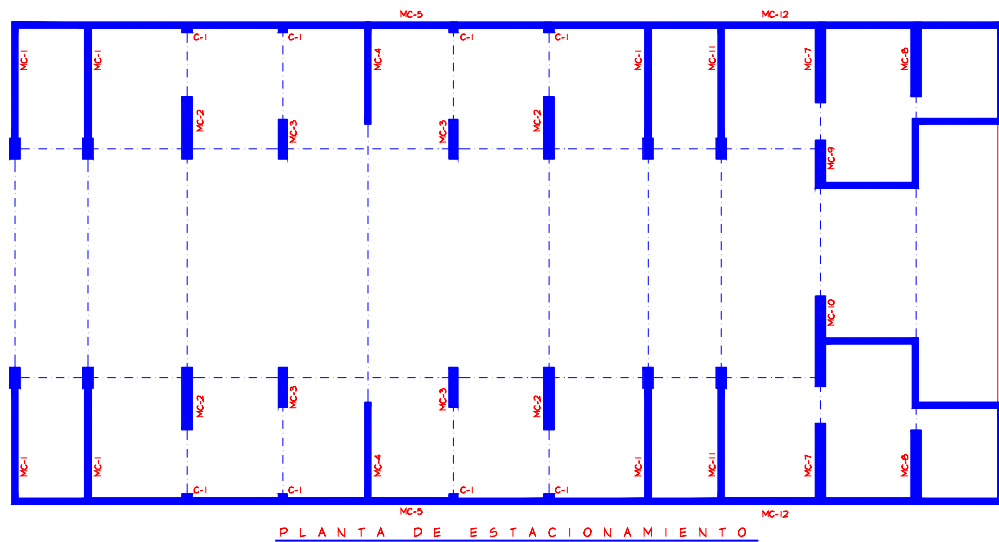 MC-5 MC-12
C-1 C-1 C-1 C-1
MC-1 MC-1 MC-4 MC-1 MC-11 MC-7 MC-8
MC-2 MC-3 MC-3 MC-2 MC-9
MC-10
MC-2 MC-3 MC-3 MC-2
MC-1 MC-1 MC-4 MC-1 MC-11 MC-7 MC-8
C-1 C-1 C-1 C-1
MC-5 MC-12
PLANTA DE ESTACIONAMIENTO